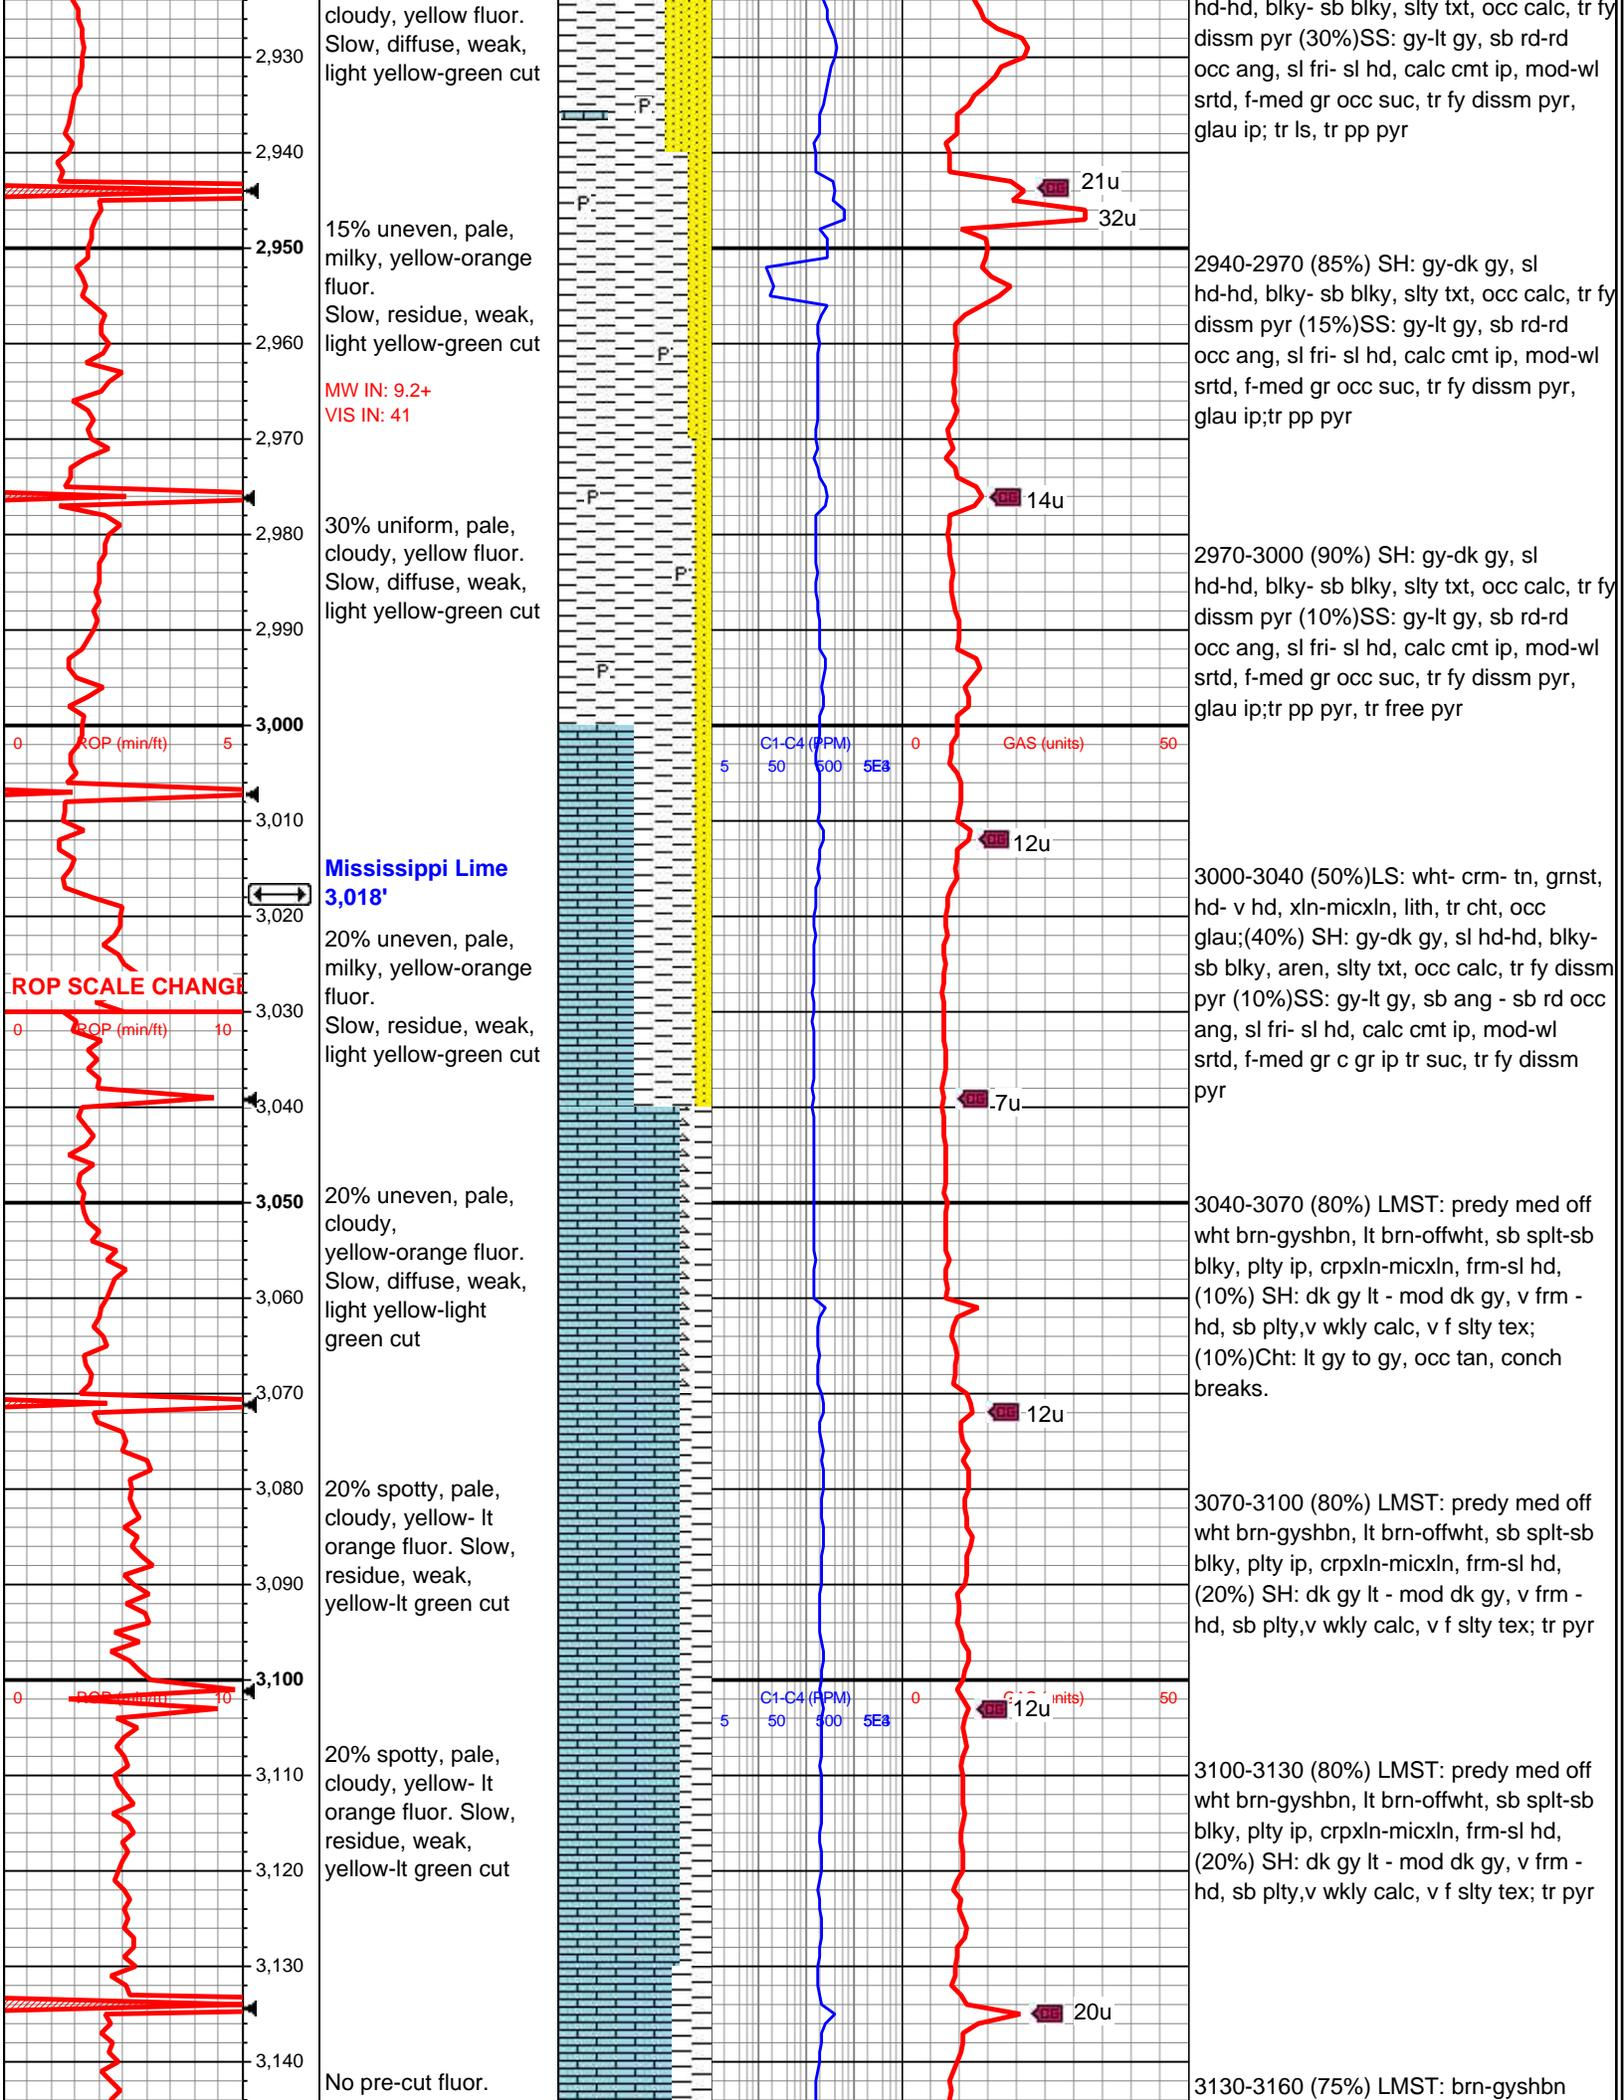 cloudy, yellow fluor.
Slow, diffuse, weak,
light yellow-green cut
15% uneven, pale,
milky, yellow-orange
fluor.
Slow, residue, weak,
light yellow-green cut
MW IN: 9.2+
VIS IN: 41
30% uniform, pale,
cloudy, yellow fluor.
Slow, diffuse, weak,
light yellow-green cut
Mississippi Lime
3,018'
20% uneven, pale,
milky, yellow-orange
fluor.
Slow, residue, weak,
light yellow-green cut
20% uneven, pale,
cloudy,
yellow-orange fluor.
Slow, diffuse, weak,
light yellow-light
green cut
20% spotty, pale,
cloudy, yellow- lt
orange fluor. Slow,
residue, weak,
yellow-lt green cut
20% spotty, pale,
cloudy, yellow- lt
orange fluor. Slow,
residue, weak,
yellow-lt green cut
No pre-cut fluor.
2,930
2,940
2,950
2,960
2,970
2,980
2,990
3,000
3,010
3,020
3,030
3,040
3,050
3,060
3,070
3,080
3,090
3,100
3,110
3,120
3,130
3,140
0 ROP (min/ft) 5
ROP SCALE CHANGE
0 ROP (min/ft) 10
0 ROP (min/ft) 10
P
P
P
P
P
P
C1-C4 (PPM)
5 50 500 5E3 5E4
C1-C4 (PPM)
5 50 500 5E3 5E4
0 GAS (units) 50
0 GAS (units) 50
CG 21u
32u
CG 14u
CG 12u
CG 7u
CG 12u
CG 12u
CG 20u
hd-hd, blky- sb blky, slty txt, occ calc, tr fy
dissm pyr (30%)SS: gy-lt gy, sb rd-rd
occ ang, sl fri- sl hd, calc cmt ip, mod-wl
srtd, f-med gr occ suc, tr fy dissm pyr,
glau ip; tr ls, tr pp pyr
2940-2970 (85%) SH: gy-dk gy, sl
hd-hd, blky- sb blky, slty txt, occ calc, tr fy
dissm pyr (15%)SS: gy-lt gy, sb rd-rd
occ ang, sl fri- sl hd, calc cmt ip, mod-wl
srtd, f-med gr occ suc, tr fy dissm pyr,
glau ip;tr pp pyr
2970-3000 (90%) SH: gy-dk gy, sl
hd-hd, blky- sb blky, slty txt, occ calc, tr fy
dissm pyr (10%)SS: gy-lt gy, sb rd-rd
occ ang, sl fri- sl hd, calc cmt ip, mod-wl
srtd, f-med gr occ suc, tr fy dissm pyr,
glau ip;tr pp pyr, tr free pyr
3000-3040 (50%)LS: wht- crm- tn, grnst,
hd- v hd, xln-micxln, lith, tr cht, occ
glau;(40%) SH: gy-dk gy, sl hd-hd, blky-
sb blky, aren, slty txt, occ calc, tr fy dissm
pyr (10%)SS: gy-lt gy, sb ang - sb rd occ
ang, sl fri- sl hd, calc cmt ip, mod-wl
srtd, f-med gr c gr ip tr suc, tr fy dissm
pyr
3040-3070 (80%) LMST: predy med off
wht brn-gyshbn, lt brn-offwht, sb splt-sb
blky, plty ip, crpxln-micxln, frm-sl hd,
(10%) SH: dk gy lt - mod dk gy, v frm -
hd, sb plty,v wkly calc, v f slty tex;
(10%)Cht: lt gy to gy, occ tan, conch
breaks.
3070-3100 (80%) LMST: predy med off
wht brn-gyshbn, lt brn-offwht, sb splt-sb
blky, plty ip, crpxln-micxln, frm-sl hd,
(20%) SH: dk gy lt - mod dk gy, v frm -
hd, sb plty,v wkly calc, v f slty tex; tr pyr
3100-3130 (80%) LMST: predy med off
wht brn-gyshbn, lt brn-offwht, sb splt-sb
blky, plty ip, crpxln-micxln, frm-sl hd,
(20%) SH: dk gy lt - mod dk gy, v frm -
hd, sb plty,v wkly calc, v f slty tex; tr pyr
3130-3160 (75%) LMST: brn-gyshbn